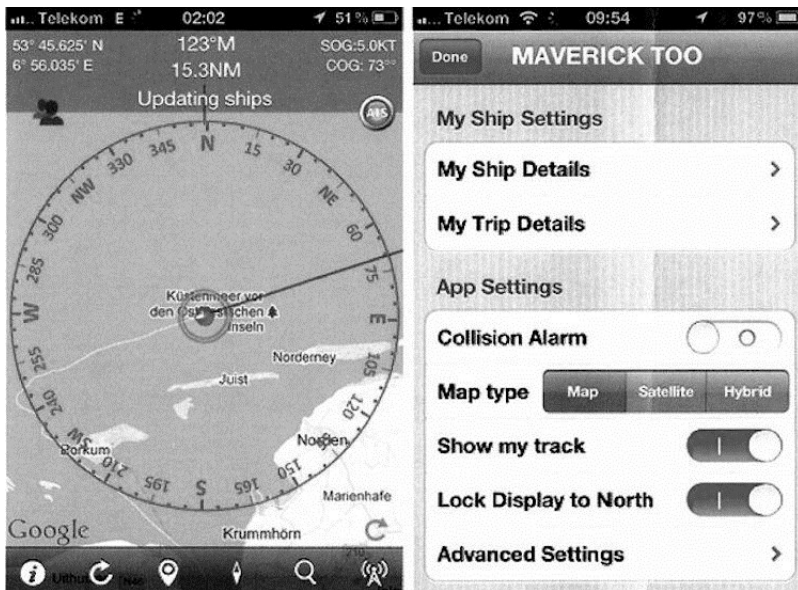 Telekom E 02:02 51%
53° 45.625' N 123°M SOG:5.0KT
6° 56.035' E 15.3NM COG: 73°
Updating ships
AIS
N
345 15
330 30
NW NE
300 60
285 75
W E
255 105
240 120
SW
210 150
195 165
S
Küstenmeer vor
den Ostfriesischen
Inseln
Norderney
Juist
Borkum
Norden
Marienhafe
Google
Krummhörn
Telekom 09:54 97%
Done MAVERICK TOO
My Ship Settings
My Ship Details
My Trip Details
App Settings
Collision Alarm
Map type Map Satellite Hybrid
Show my track
Lock Display to North
Advanced Settings